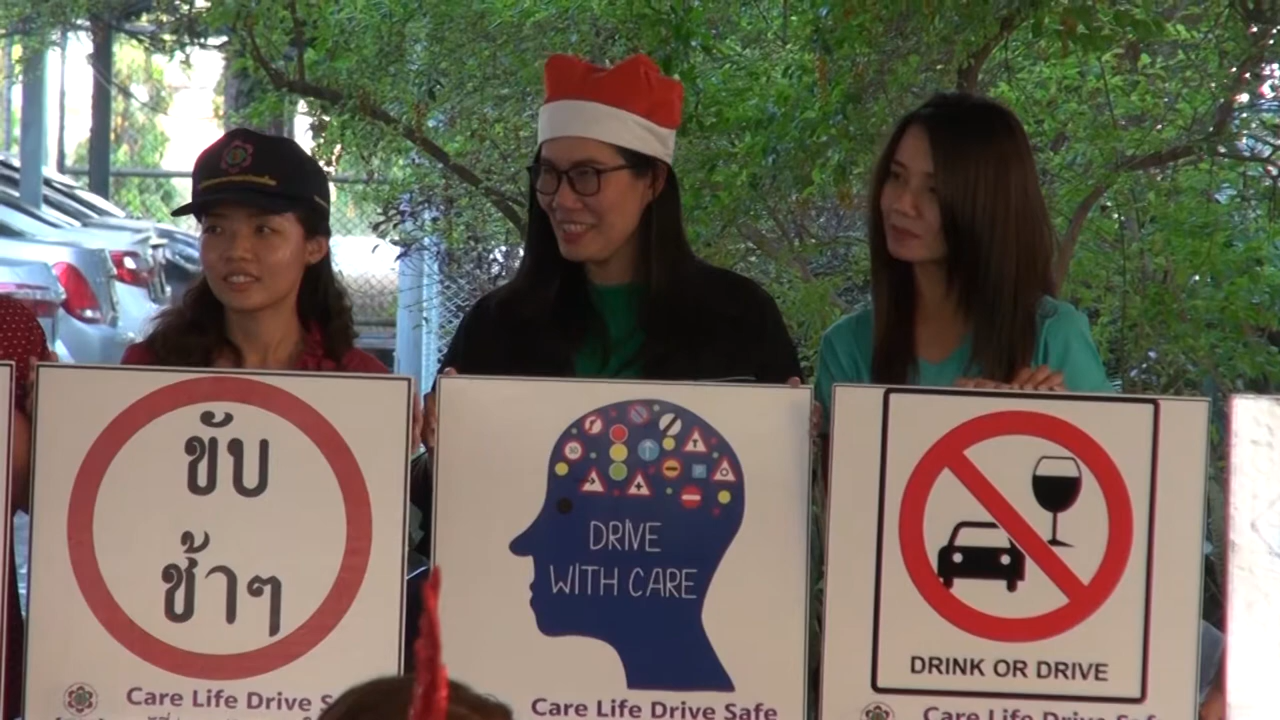 ขับ
ช้าๆ
Care Life Drive
DRIVE
WITH CARE
Care Life Drive Safe
DRINK OR DRIVE
Care Life Drive Saf